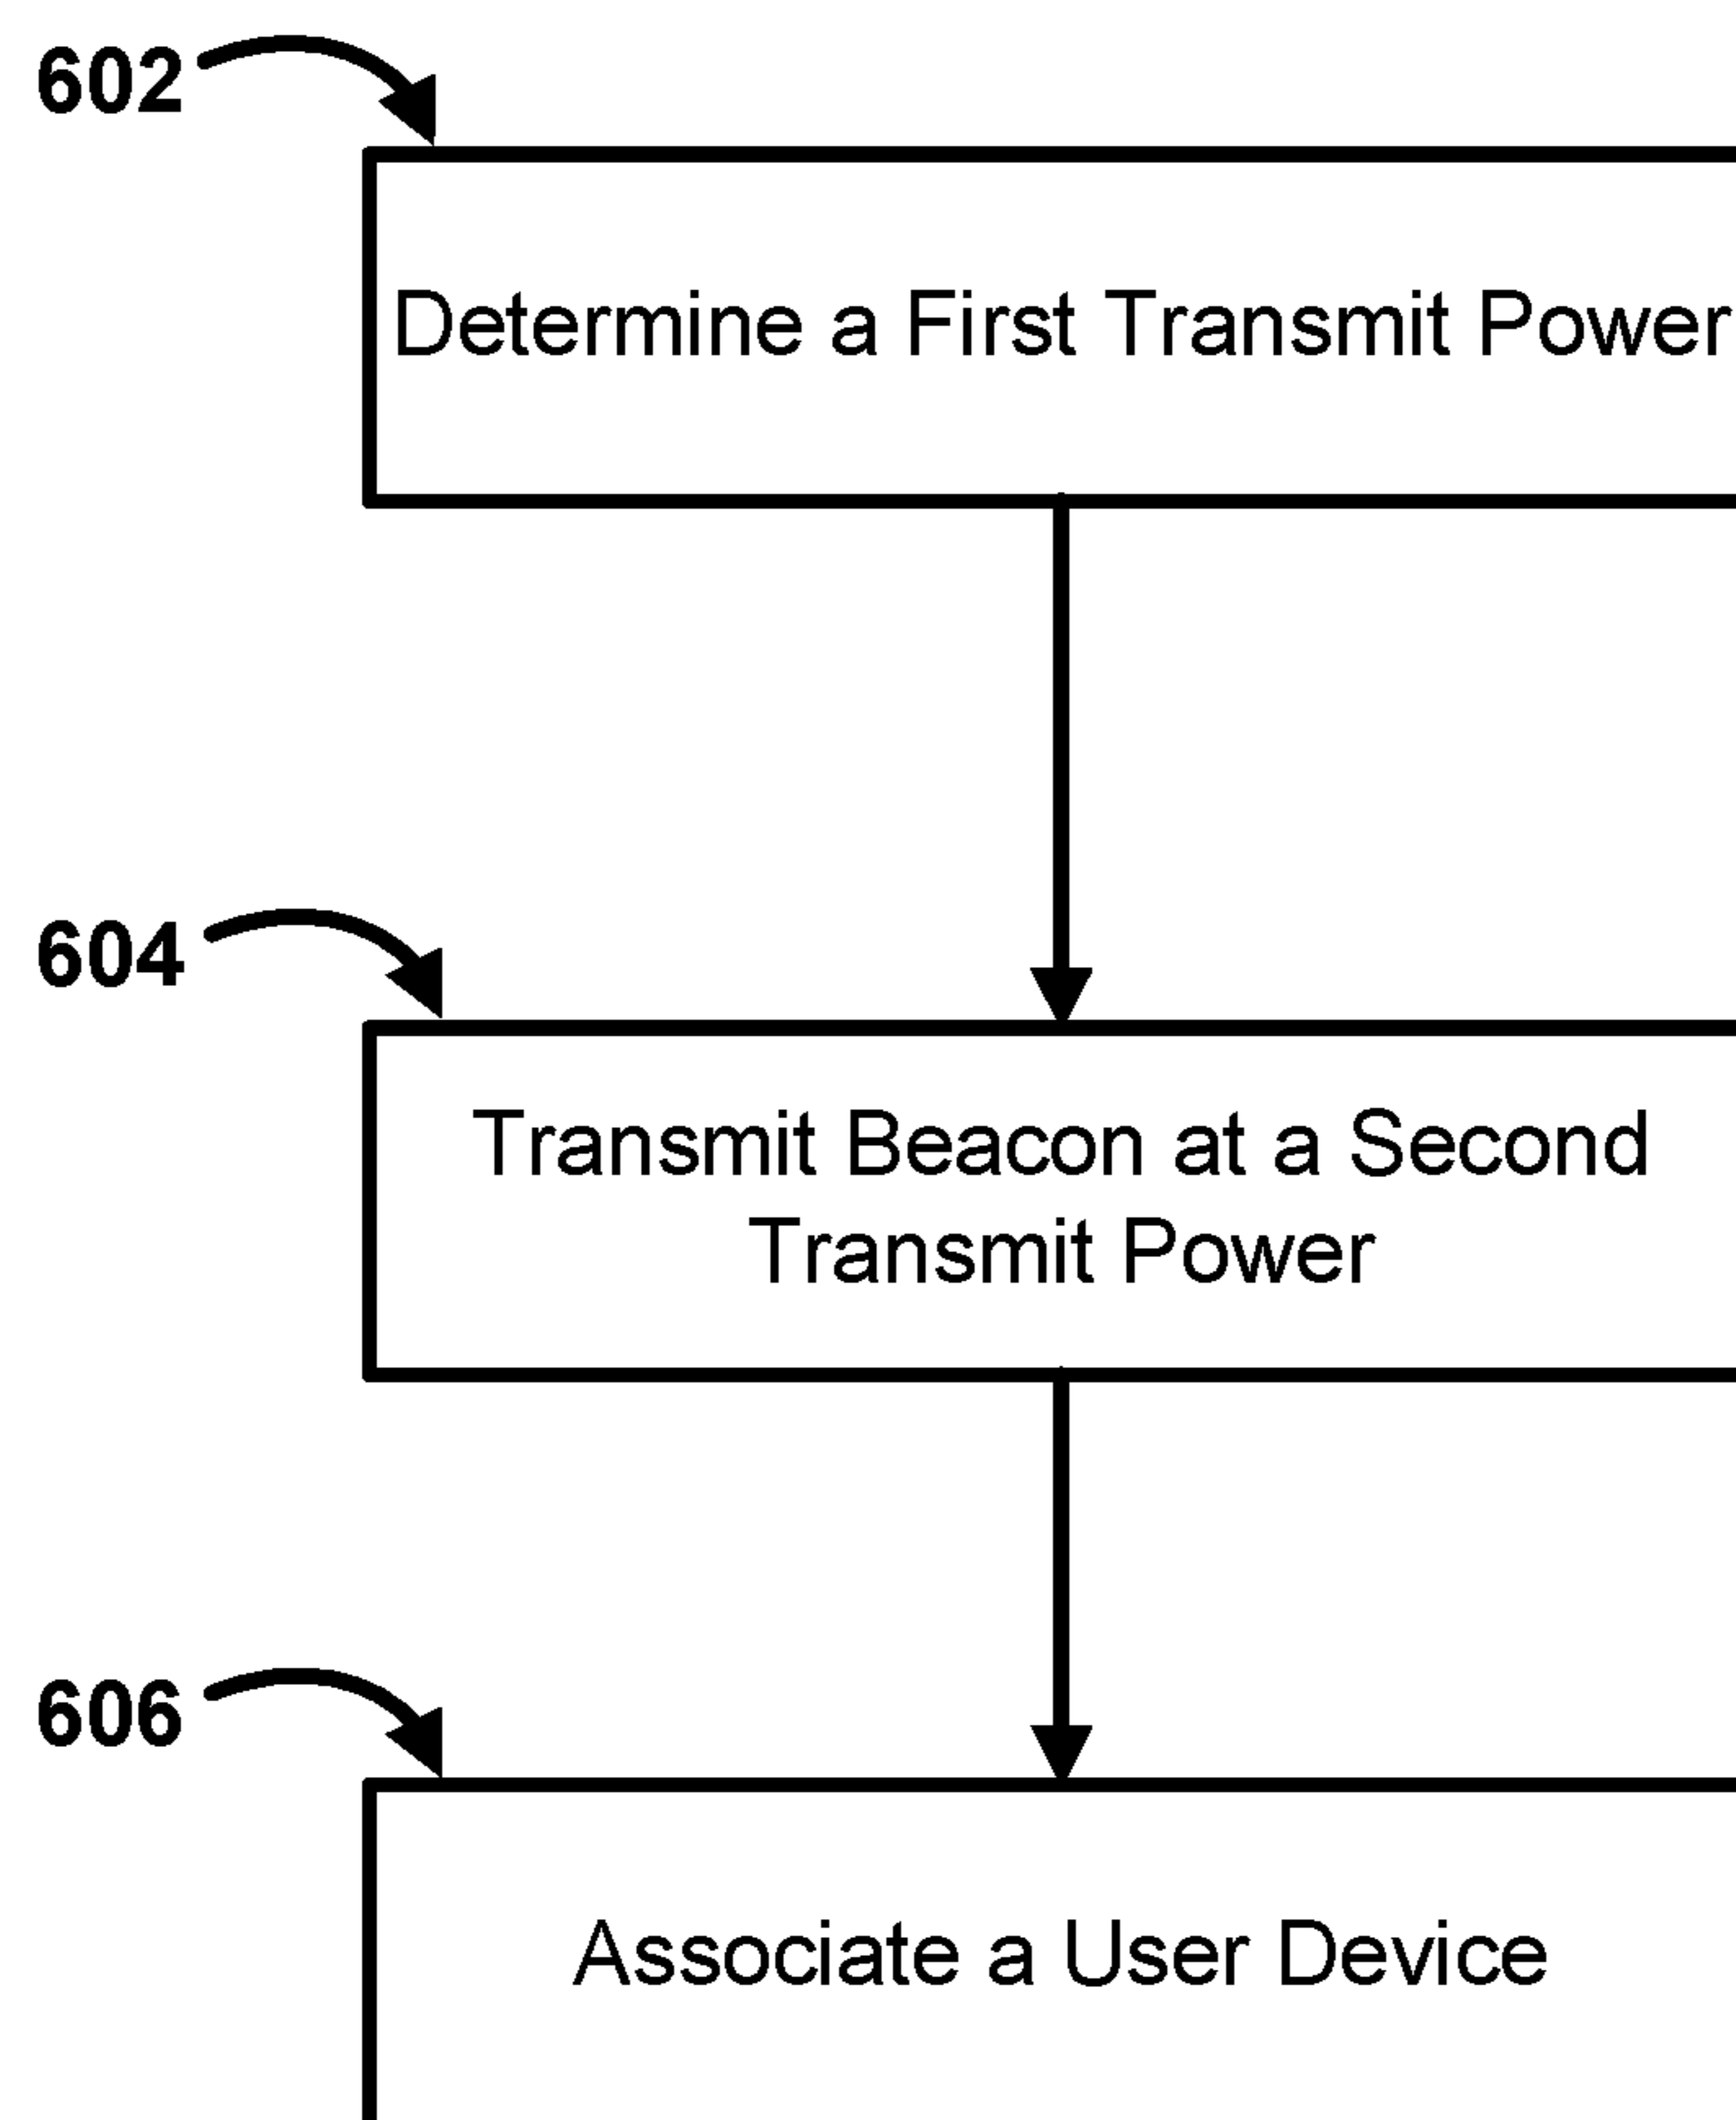 602
Determine a First Transmit Power
604
Transmit Beacon at a Second
Transmit Power
606
Associate a User Device